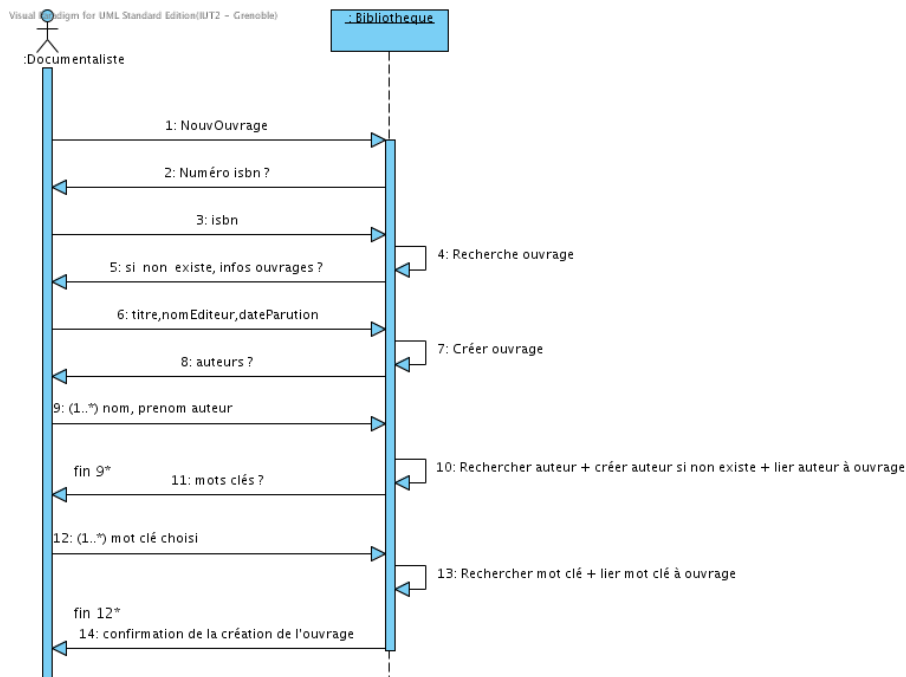 Visual Paradigm for UML Standard Edition(IUT2 - Grenoble)
: Bibliotheque
:Documentaliste
1: NouvOuvrage
2: Numéro isbn ?
3: isbn
4: Recherche ouvrage
5: si non existe, infos ouvrages ?
6: titre,nomEditeur,dateParution
7: Créer ouvrage
8: auteurs ?
9: (1..*) nom, prenom auteur
10: Rechercher auteur + créer auteur si non existe + lier auteur à ouvrage
fin 9*
11: mots clés ?
12: (1..*) mot clé choisi
13: Rechercher mot clé + lier mot clé à ouvrage
fin 12*
14: confirmation de la création de l'ouvrage